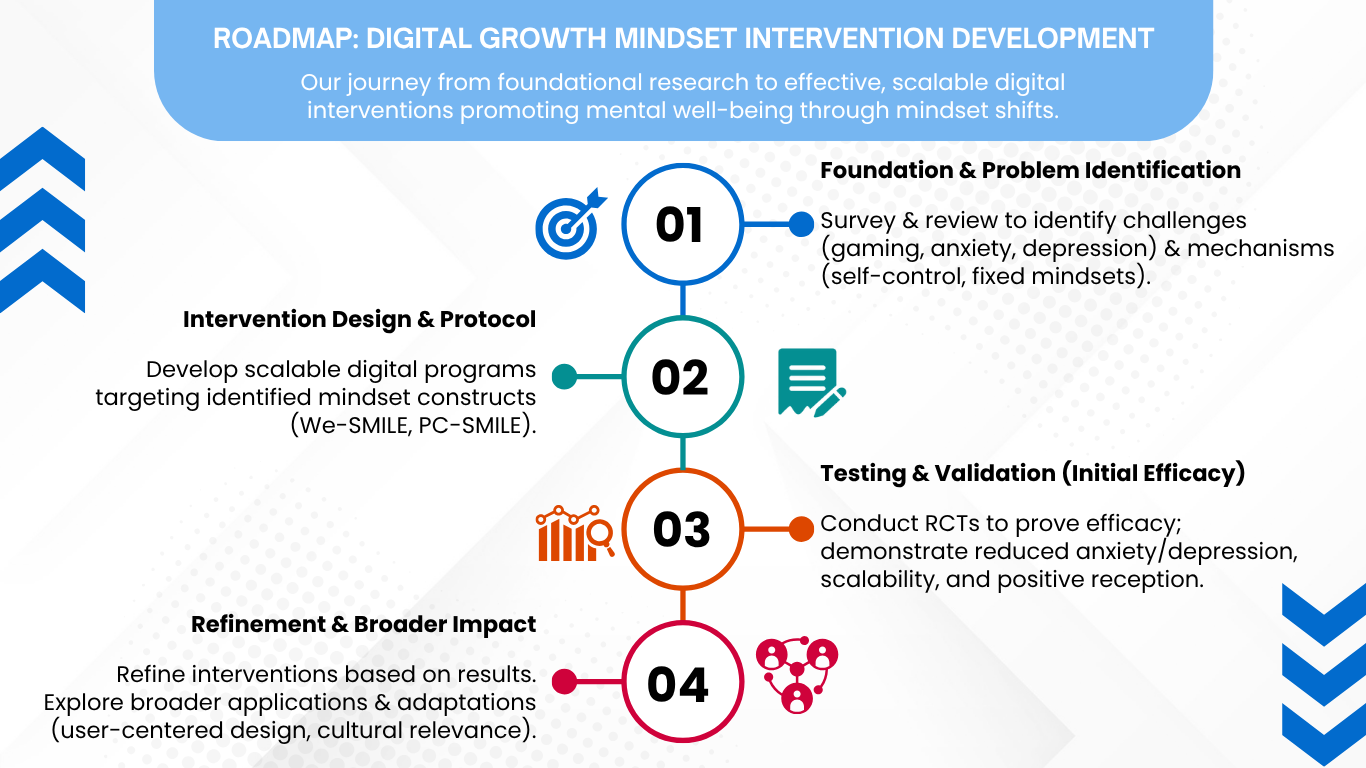 ROADMAP: DIGITAL GROWTH MINDSET INTERVENTION DEVELOPMENT
Our journey from foundational research to effective, scalable digital
interventions promoting mental well-being through mindset shifts.
01
Foundation & Problem Identification
Survey & review to identify challenges
(gaming, anxiety, depression) & mechanisms
(self-control, fixed mindsets).
02
Intervention Design & Protocol
Develop scalable digital programs
targeting identified mindset constructs
(We-SMILE, PC-SMILE).
03
Testing & Validation (Initial Efficacy)
Conduct RCTs to prove efficacy;
demonstrate reduced anxiety/depression,
scalability, and positive reception.
04
Refinement & Broader Impact
Refine interventions based on results.
Explore broader applications & adaptations
(user-centered design, cultural relevance).